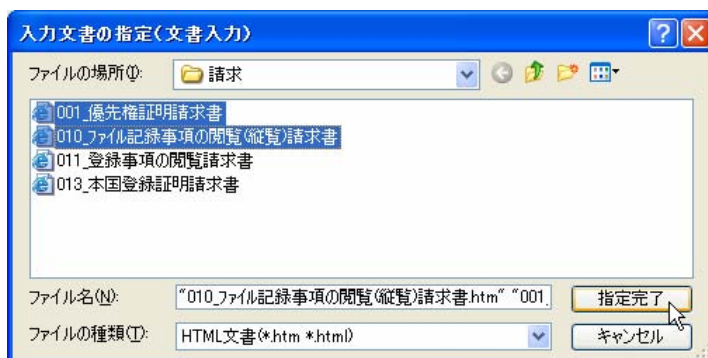 入力文書の指定(文書入力)
ファイルの場所(I):
請求
001_優先権証明請求書
010_ファイル記録事項の閲覧(縦覧)請求書
011_登録事項の閲覧請求書
013_本国登録証明請求書
ファイル名(N):
"010_ファイル記録事項の閲覧(縦覧)請求書.htm" "001_
指定完了
ファイルの種類(T):
HTML文書(*.htm *.html)
キャンセル